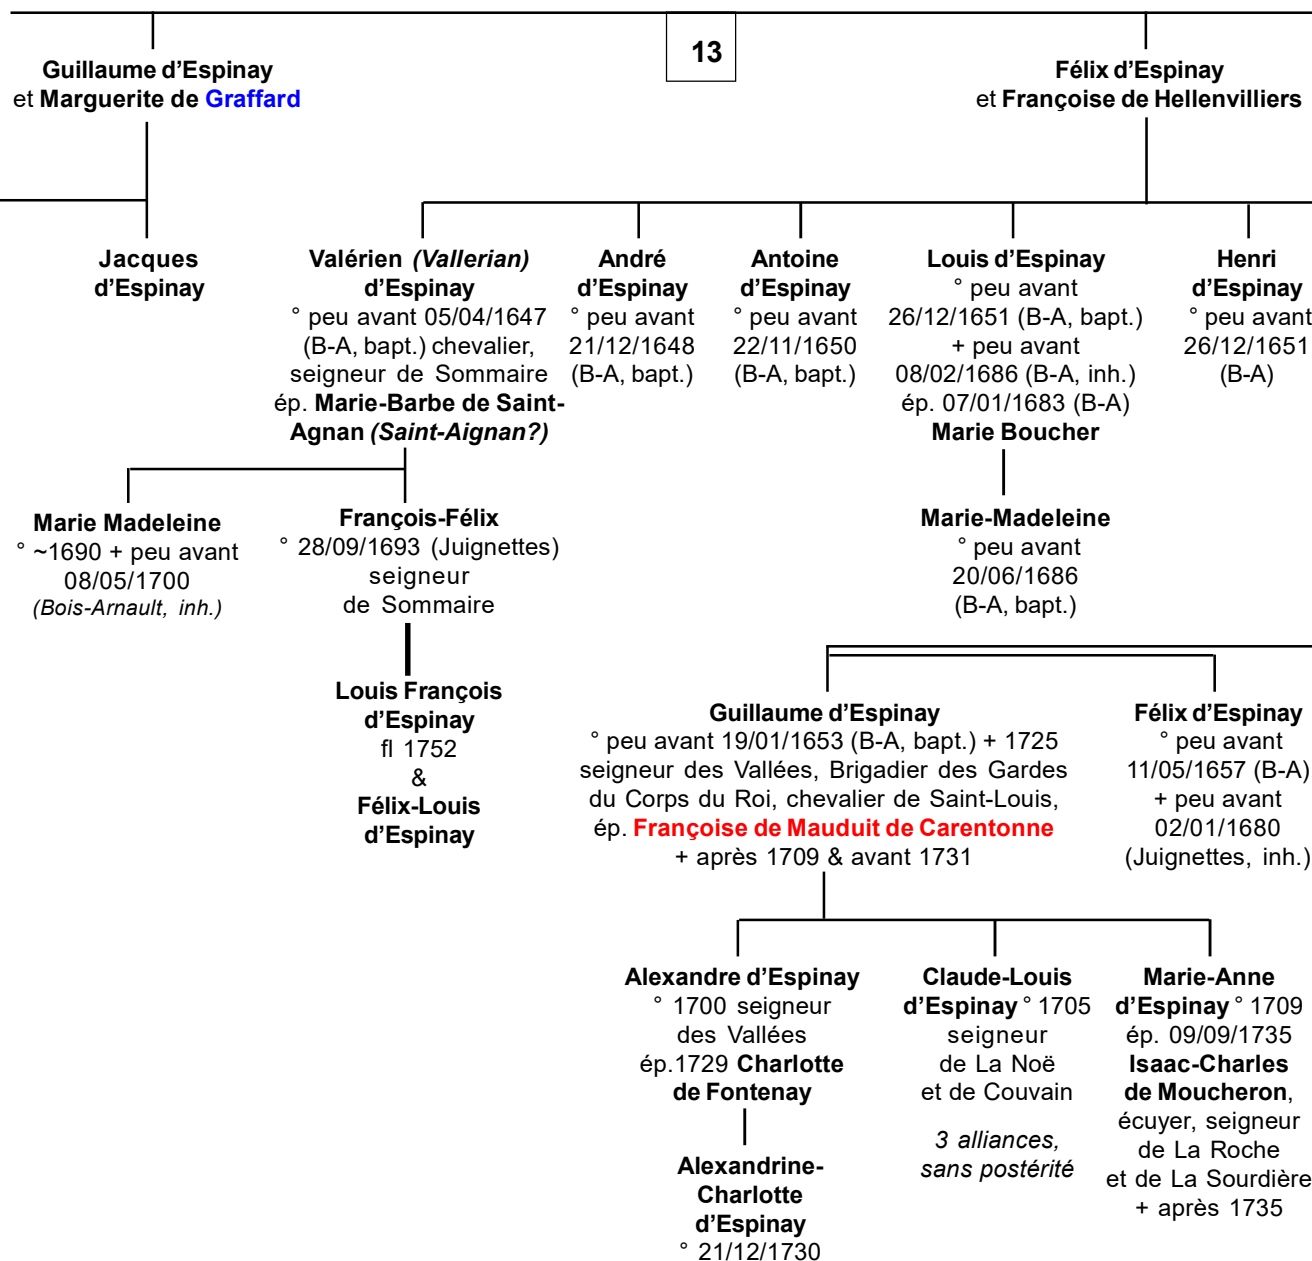 13
Guillaume d’Espinay
et Marguerite de Graffard
Félix d’Espinay
et Françoise de Hellenvilliers
Jacques
d’Espinay
Valérien (Vallerian)
d’Espinay
° peu avant 05/04/1647
(B-A, bapt.) chevalier,
seigneur de Sommaire
ép. Marie-Barbe de Saint-
Agnan (Saint-Aignan?)
André
d’Espinay
° peu avant
21/12/1648
(B-A, bapt.)
Antoine
d’Espinay
° peu avant
22/11/1650
(B-A, bapt.)
Louis d’Espinay
° peu avant
26/12/1651 (B-A, bapt.)
+ peu avant
08/02/1686 (B-A, inh.)
ép. 07/01/1683 (B-A)
Marie Boucher
Henri
d’Espinay
° peu avant
26/12/1651
(B-A)
Marie Madeleine
° ~1690 + peu avant
08/05/1700
(Bois-Arnault, inh.)
François-Félix
° 28/09/1693 (Juignettes)
seigneur
de Sommaire
Marie-Madeleine
° peu avant
20/06/1686
(B-A, bapt.)
Louis François
d’Espinay
fl 1752
&
Félix-Louis
d’Espinay
Guillaume d’Espinay
° peu avant 19/01/1653 (B-A, bapt.) + 1725
seigneur des Vallées, Brigadier des Gardes
du Corps du Roi, chevalier de Saint-Louis,
ép. Françoise de Mauduit de Carentonne
+ après 1709 & avant 1731
Félix d’Espinay
° peu avant
11/05/1657 (B-A)
+ peu avant
02/01/1680
(Juignettes, inh.)
Alexandre d’Espinay
° 1700 seigneur
des Vallées
ép.1729 Charlotte
de Fontenay
Claude-Louis
d’Espinay ° 1705
seigneur
de La Noë
et de Couvain
3 alliances,
sans postérité
Marie-Anne
d’Espinay ° 1709
ép. 09/09/1735
Isaac-Charles
de Moucheron,
écuyer, seigneur
de La Roche
et de La Sourdière
+ après 1735
Alexandrine-
Charlotte
d’Espinay
° 21/12/1730